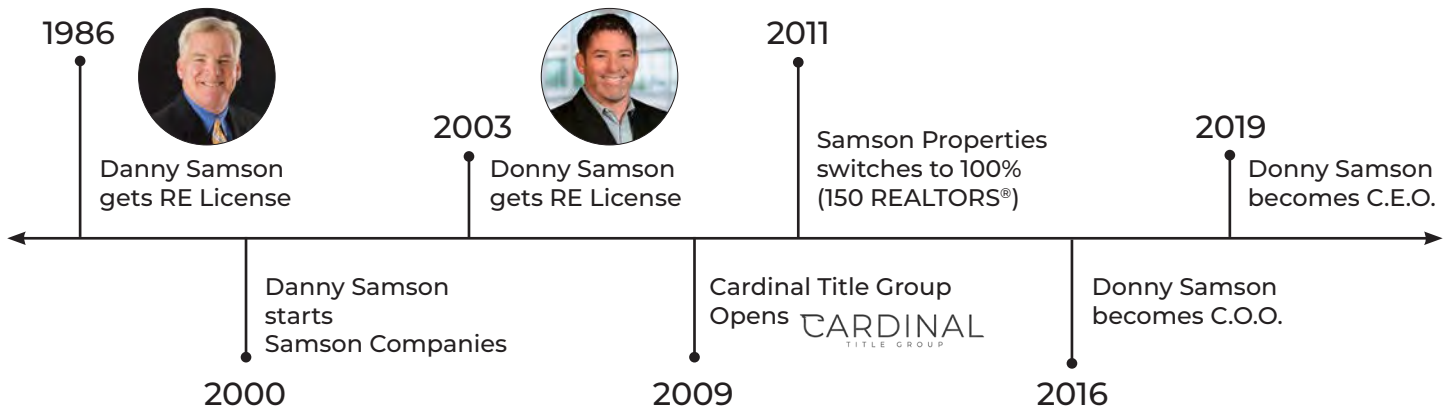 1986
Danny Samson
gets RE License
2000
Danny Samson
starts
Samson Companies
2003
Donny Samson
gets RE License
2009
Cardinal Title Group
Opens
CARDINAL
TITLE GROUP
2011
Samson Properties
switches to 100%
(150 REALTORS®)
2016
Donny Samson
becomes C.O.O.
2019
Donny Samson
becomes C.E.O.